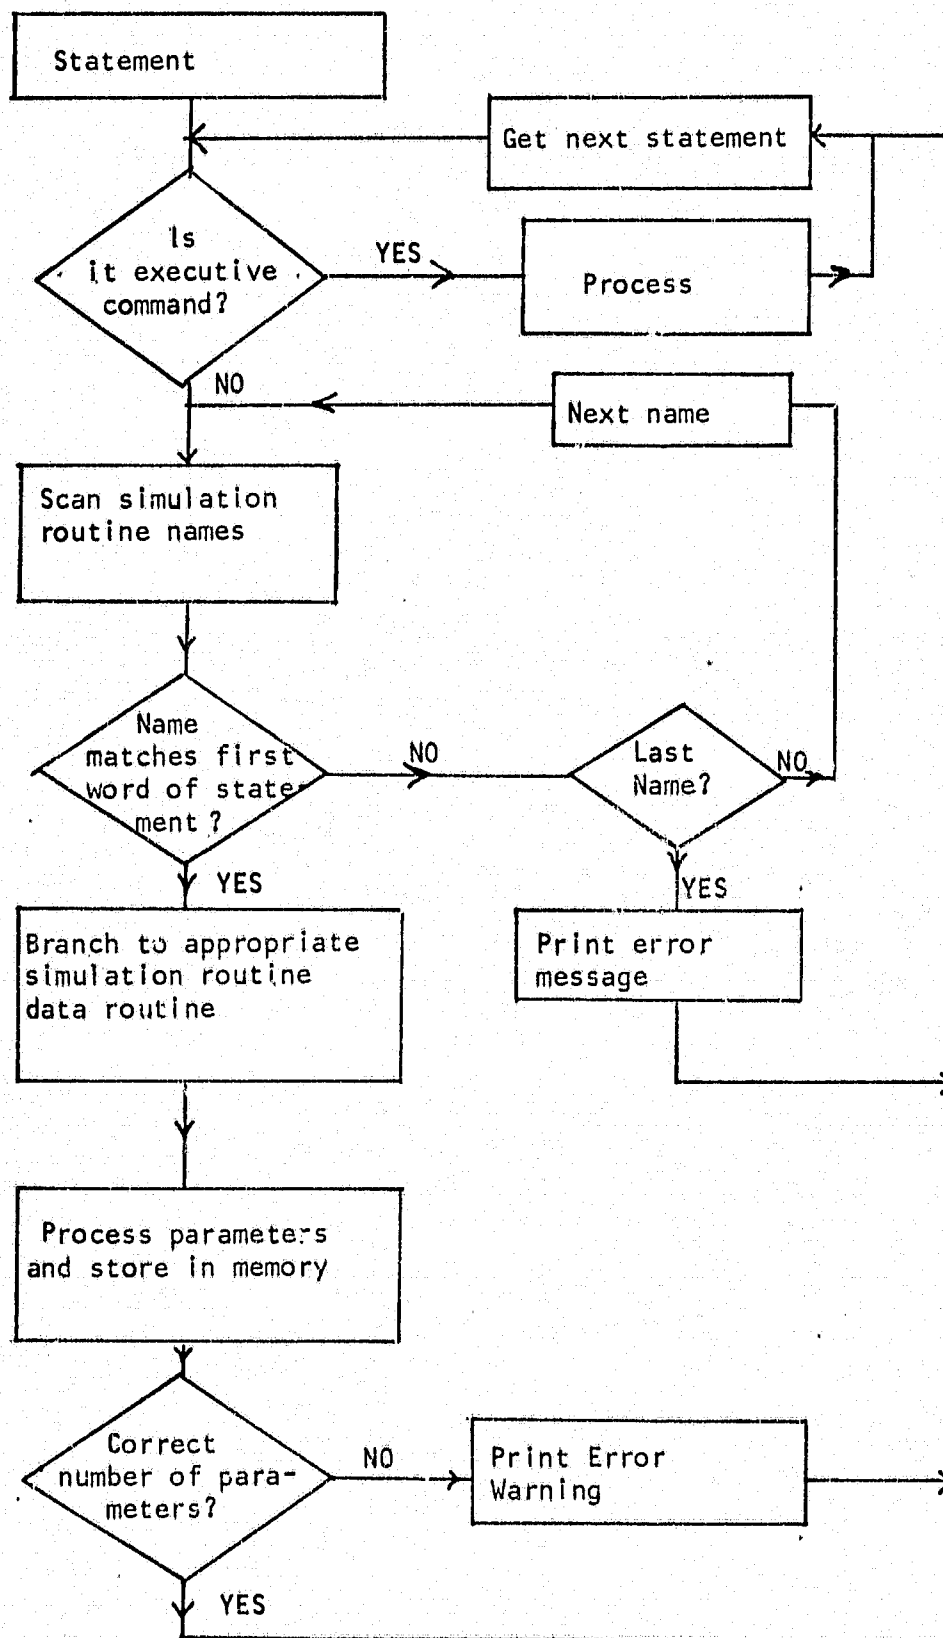 Statement
Get next statement
Is
it executive
command?
YES
Process
NO
Next name
Scan simulation
routine names
Name
matches first
word of state-
ment ?
NO
Last
Name?
NO
YES
YES
Branch to appropriate
simulation routine
data routine
Print error
message
Process parameters
and store in memory
Correct
number of para-
meters?
NO
Print Error
Warning
YES